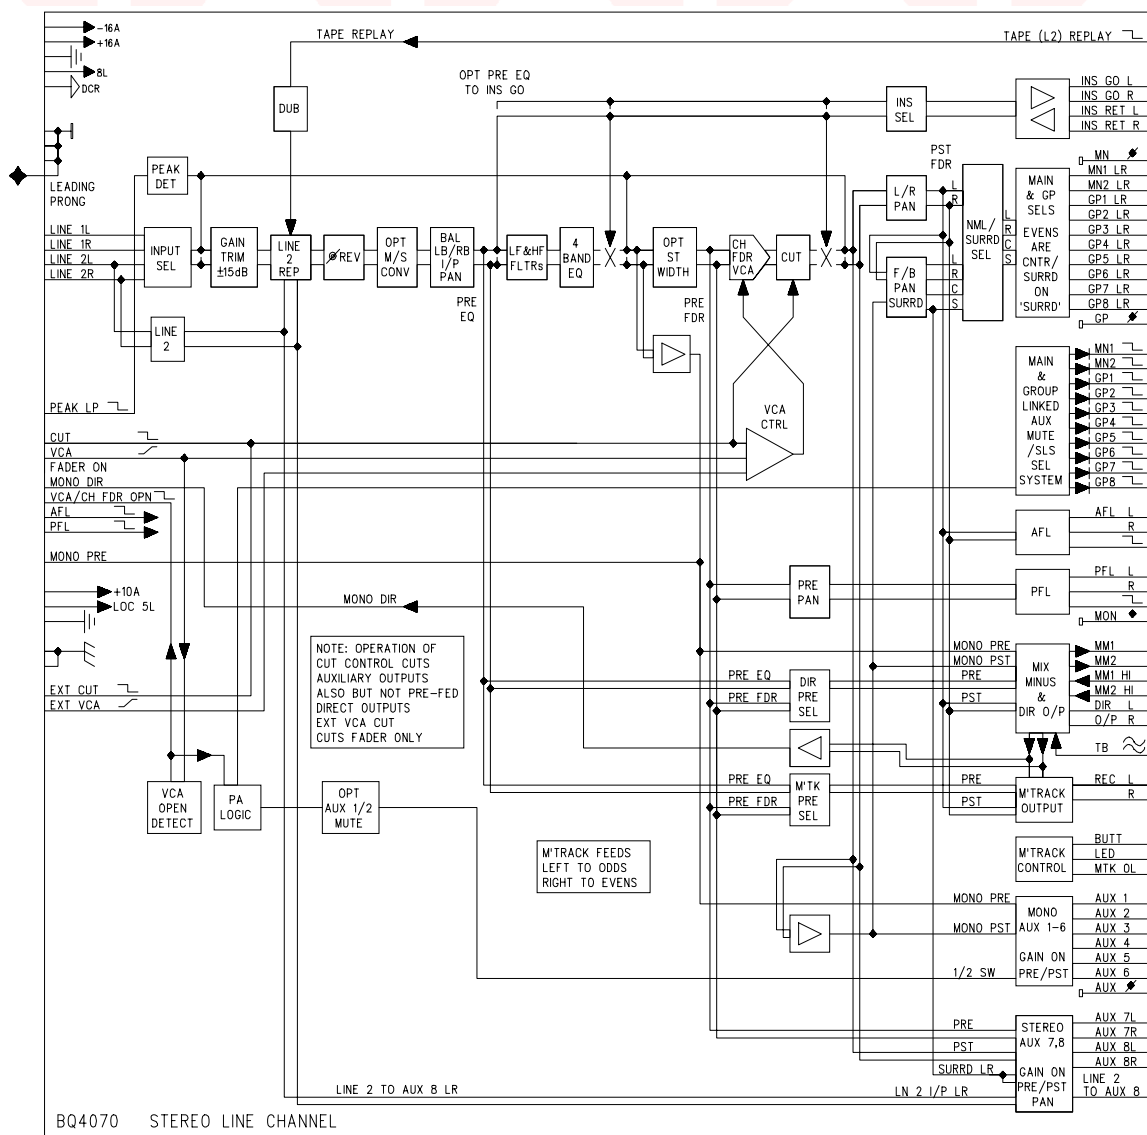 -16A
+16A
8L
DCR
LEADING
PRONG
TAPE REPLAY
TAPE (L2) REPLAY
DUB
OPT PRE EQ
TO INS GO
INS
SEL
INS GO L
INS GO R
INS RET L
INS RET R
PEAK
DET
LINE 1L
LINE 1R
LINE 2L
LINE 2R
INPUT
SEL
GAIN
TRIM
±15dB
LINE
2
REP
øREV
OPT
M/S
CONV
BAL
LB/RB
I/P
PAN
PRE
EQ
LF&HF
FLTRs
4
BAND
EQ
OPT
ST
WIDTH
PRE
FDR
CH
FDR
VCA
CUT
PST
FDR
L/R
PAN
L
R
F/B
PAN
SURRD
L
R
C
S
NML/
SURRD
SEL
L
R
C
S
MAIN
& GP
SELS
EVENS
ARE
CNTR/
SURRD
ON
'SURRD'
MN
MN1 LR
MN2 LR
GP1 LR
GP2 LR
GP3 LR
GP4 LR
GP5 LR
GP6 LR
GP7 LR
GP8 LR
GP
LINE
2
PEAK LP
MAIN
&
GROUP
LINKED
AUX
MUTE
/SLS
SEL
SYSTEM
MN1
MN2
GP1
GP2
GP3
GP4
GP5
GP6
GP7
GP8
VCA
CTRL
CUT
VCA
FADER ON
MONO DIR
VCA/CH FDR OPN
AFL
PFL
MONO PRE
AFL
AFL L
R
PRE
PAN
PFL
PFL L
R
MON
+10A
LOC 5L
MONO DIR
NOTE: OPERATION OF
CUT CONTROL CUTS
AUXILIARY OUTPUTS
ALSO BUT NOT PRE-FED
DIRECT OUTPUTS
EXT VCA CUT
CUTS FADER ONLY
EXT CUT
EXT VCA
PRE EQ
PRE FDR
DIR
PRE
SEL
MONO PRE
MONO PST
PRE
PST
MIX
MINUS
&
DIR O/P
MM1
MM2
MM1 HI
MM2 HI
DIR L
O/P R
TB
VCA
OPEN
DETECT
PA
LOGIC
OPT
AUX 1/2
MUTE
PRE EQ
PRE FDR
M'TK
PRE
SEL
PRE
PST
M'TRACK
OUTPUT
REC L
R
M'TRACK FEEDS
LEFT TO ODDS
RIGHT TO EVENS
M'TRACK
CONTROL
BUTT
LED
MTK OL
MONO PRE
MONO PST
1/2 SW
MONO
AUX 1-6
GAIN ON
PRE/PST
AUX 1
AUX 2
AUX 3
AUX 4
AUX 5
AUX 6
AUX
PRE
PST
SURRD LR
LN 2 I/P LR
STEREO
AUX 7,8
GAIN ON
PRE/PST
PAN
AUX 7L
AUX 7R
AUX 8L
AUX 8R
LINE 2
TO AUX 8
LINE 2 TO AUX 8 LR
BQ4070 STEREO LINE CHANNEL